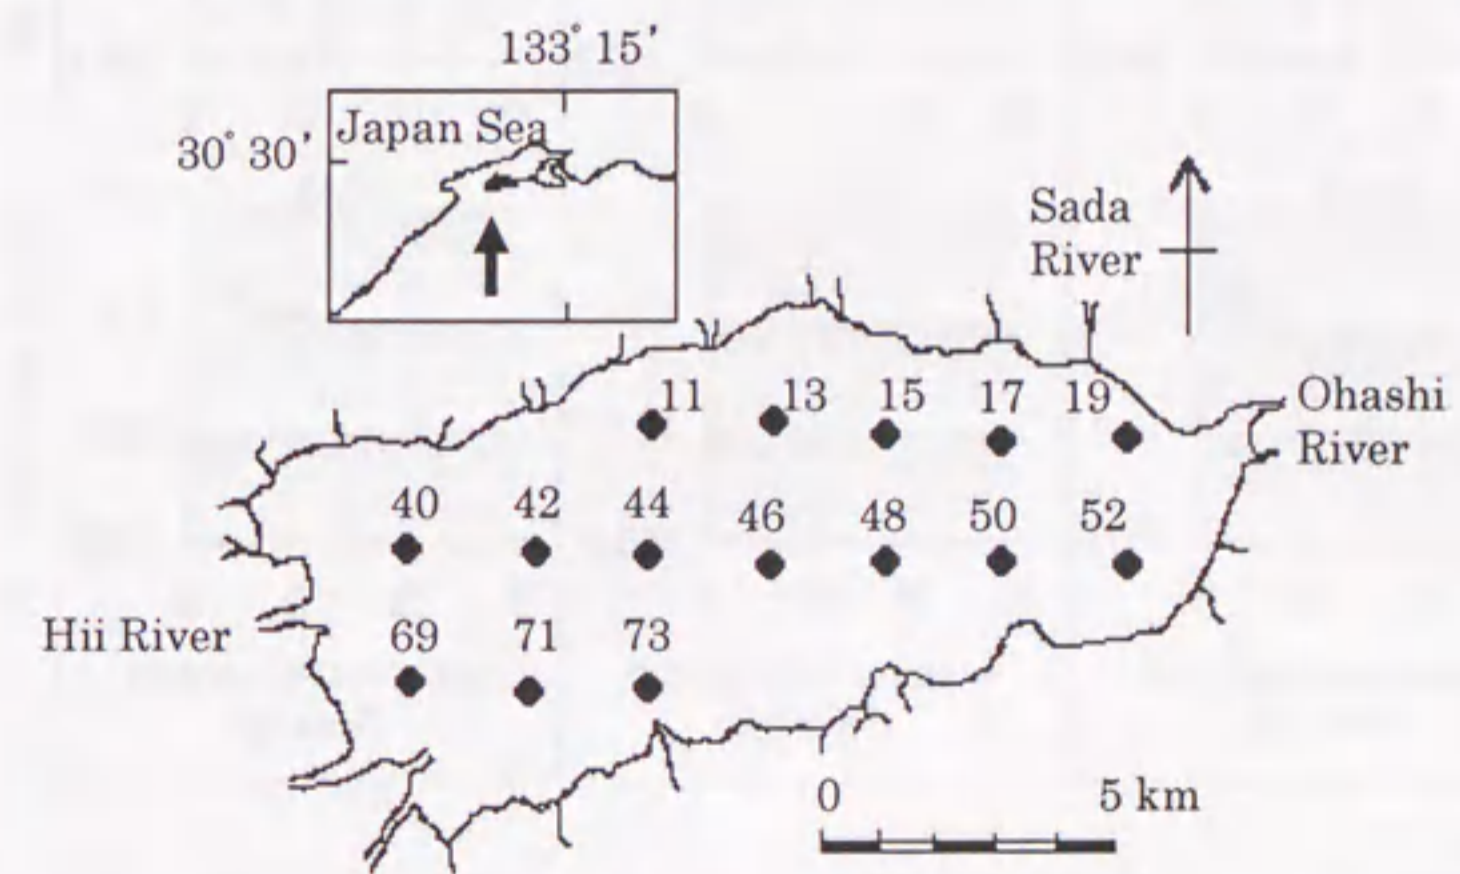 133° 15'
30° 30'
Japan Sea
Sada
River
11 13 15 17 19
Ohashi
River
40 42 44 46 48 50 52
Hii River
69 71 73
0 5 km